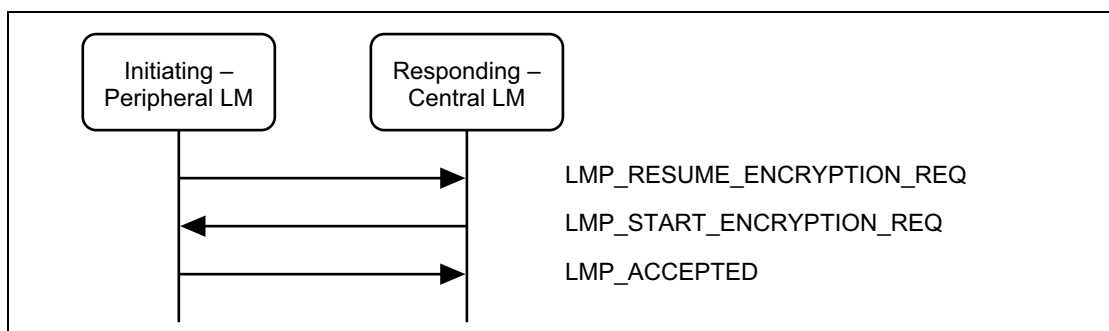 Initiating –
Peripheral LM
Responding –
Central LM
LMP_RESUME_ENCRYPTION_REQ
LMP_START_ENCRYPTION_REQ
LMP_ACCEPTED